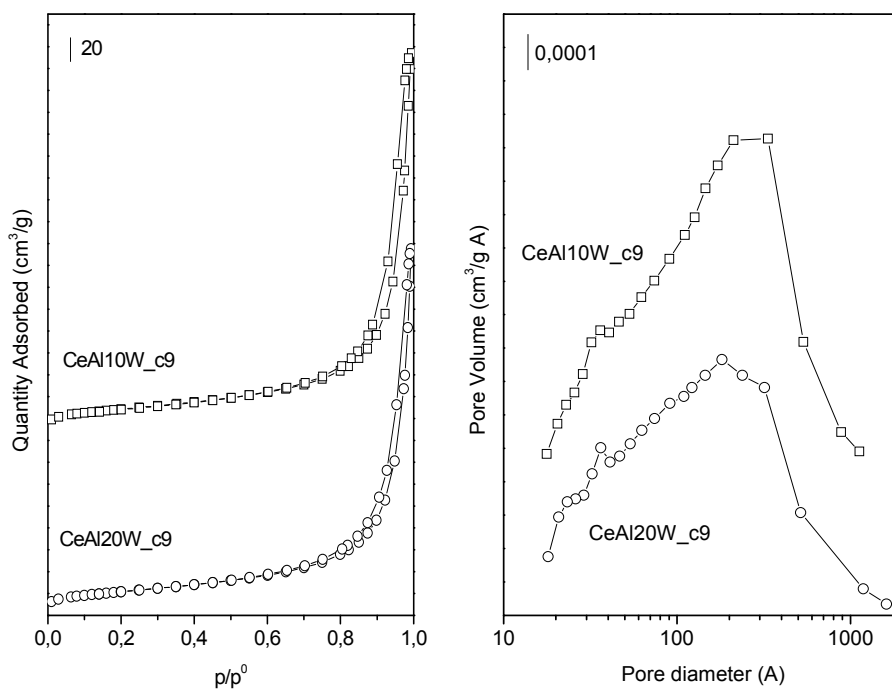 20
Quantity Adsorbed (cm³/g)
CeAl10W_c9
CeAl20W_c9
0,0 0,2 0,4 0,6 0,8 1,0
p/p⁰
0,0001
Pore Volume (cm³/g A)
CeAl10W_c9
CeAl20W_c9
10 100 1000
Pore diameter (A)